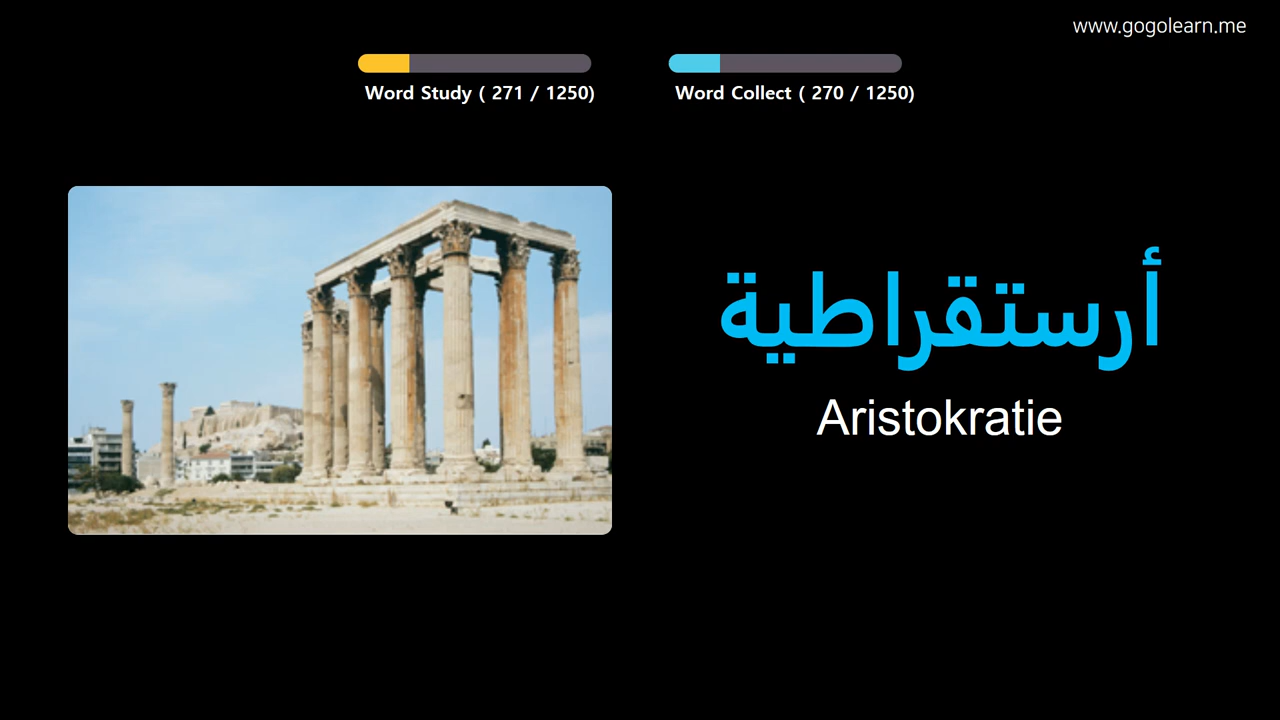 www.gogolearn.me
Word Study ( 271 / 1250)
Word Collect ( 270 / 1250)
أرستقراطية
Aristokratie